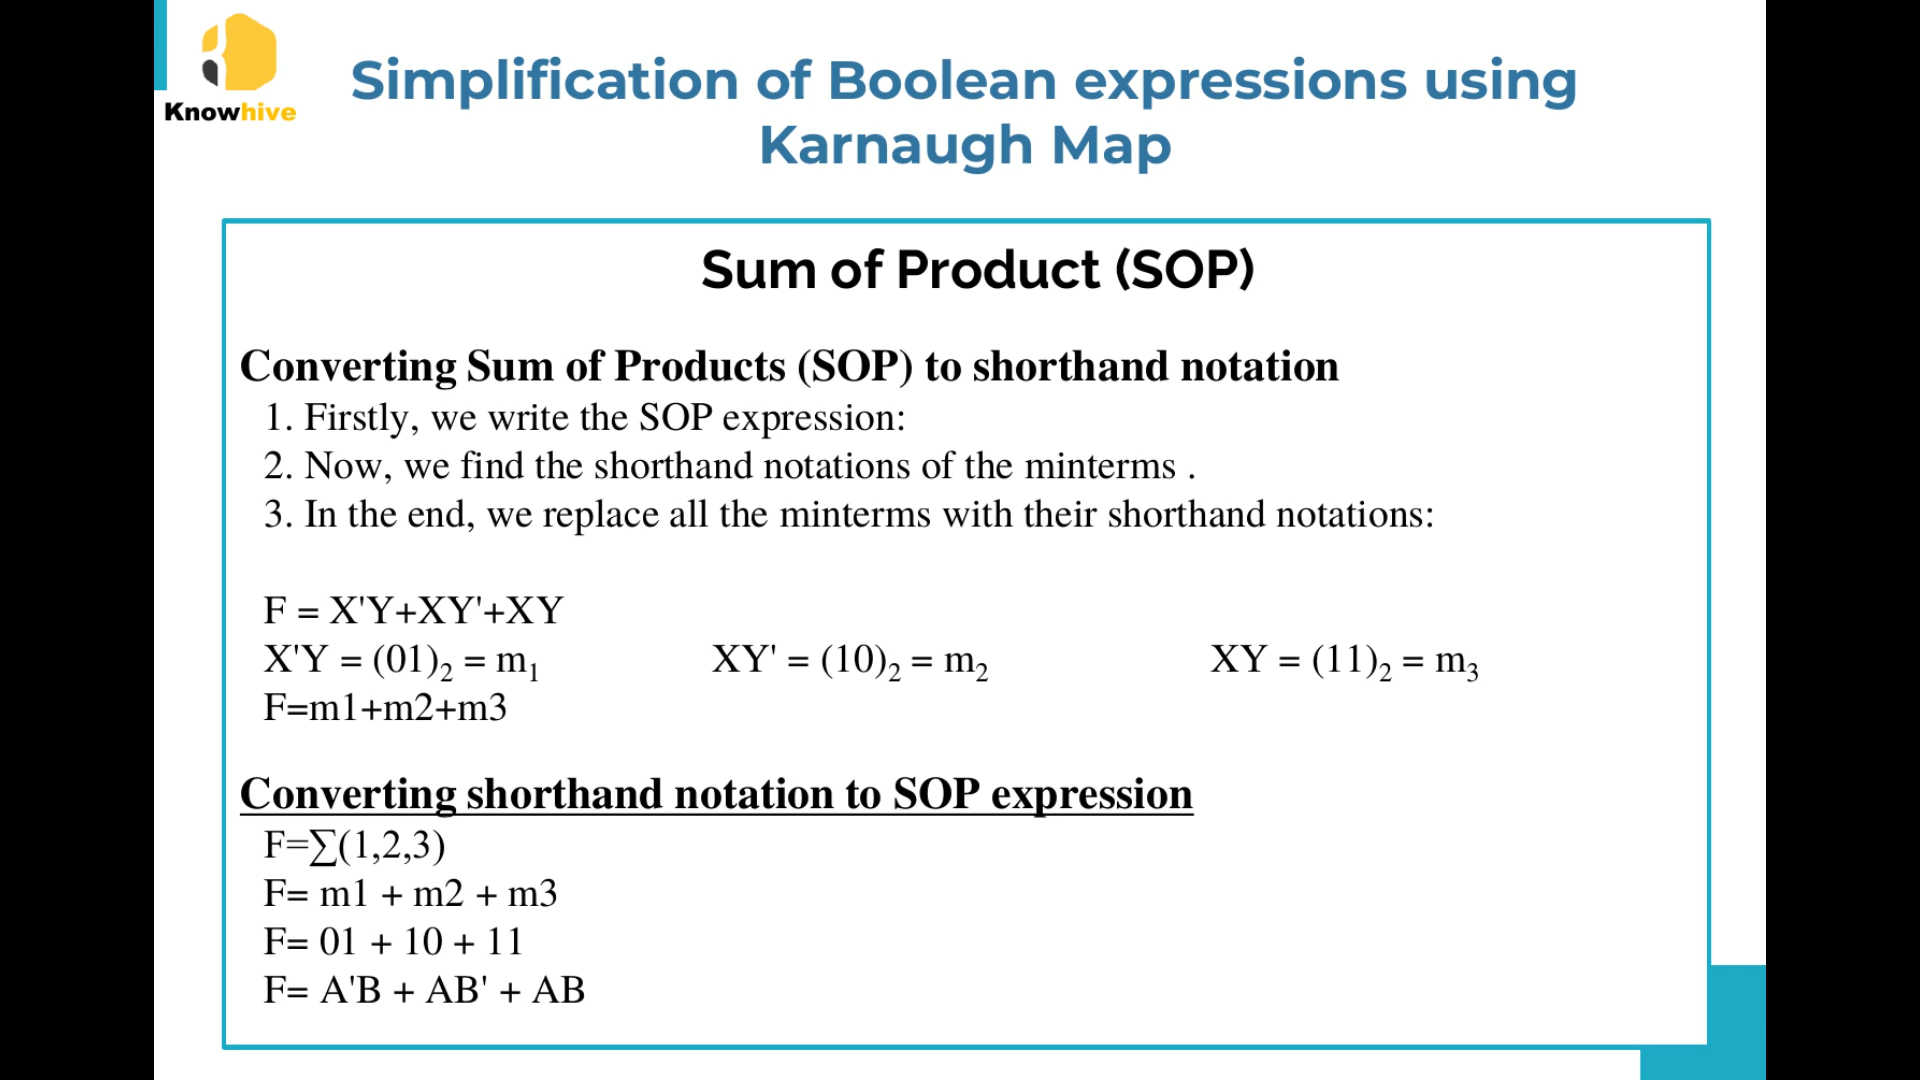 Knowhive
Simplification of Boolean expressions using
Karnaugh Map
Sum of Product (SOP)
Converting Sum of Products (SOP) to shorthand notation
1. Firstly, we write the SOP expression:
2. Now, we find the shorthand notations of the minterms .
3. In the end, we replace all the minterms with their shorthand notations:
F = X'Y+XY'+XY
X'Y = (01)₂ = m₁ XY' = (10)₂ = m₂ XY = (11)₂ = m₃
F=m1+m2+m3
Converting shorthand notation to SOP expression
F=∑(1,2,3)
F= m1 + m2 + m3
F= 01 + 10 + 11
F= A'B + AB' + AB